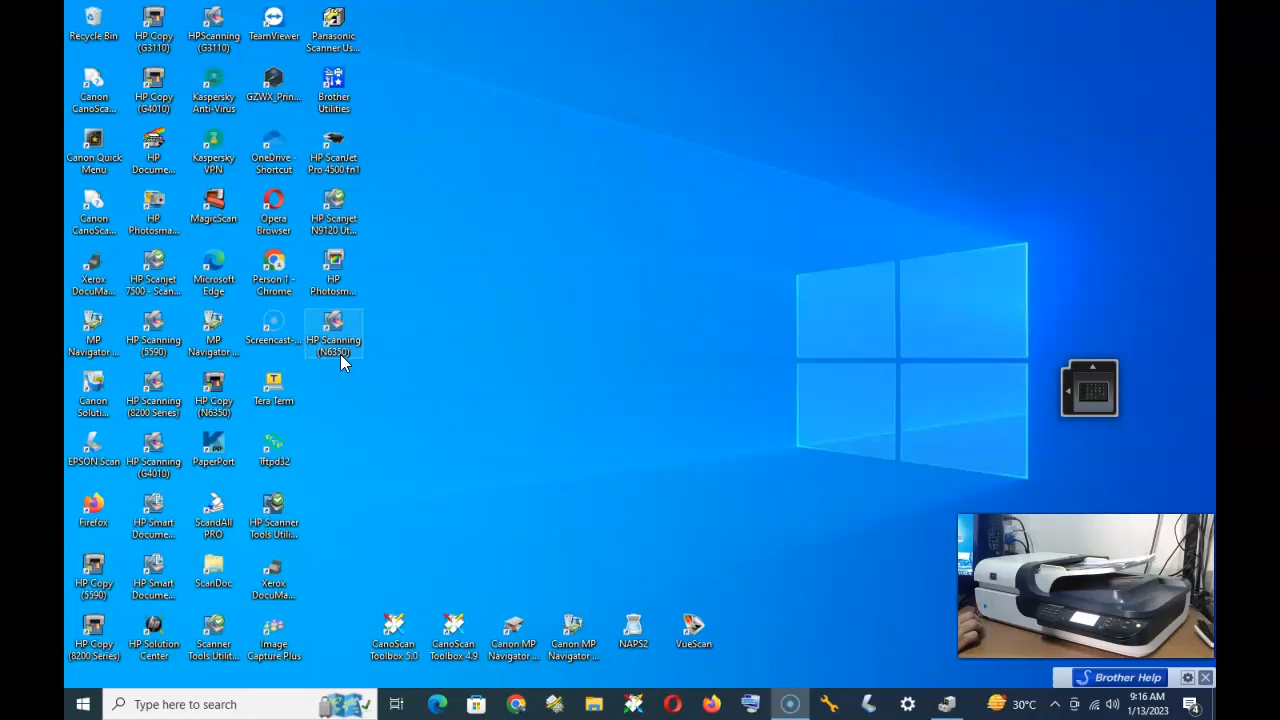 Recycle Bin
HP Copy
(G3110)
HPScanning
(G3110)
TeamViewer
Panasonic
Scanner Us...
Canon
CanoSca...
HP Copy
(G4010)
Kaspersky
Anti-Virus
GZWX_Prin...
Brother
Utilities
Canon Quick
Menu
HP
Docume...
Kaspersky
VPN
OneDrive -
Shortcut
HP ScanJet
Pro 4500 fn1
Canon
CanoSca...
HP
Photosma...
MagicScan
Opera
Browser
HP Scanjet
N9120 Ut...
Xerox
DocuMa...
HP Scanjet
7500 - Scan...
Microsoft
Edge
Person 1 -
Chrome
HP
Photosm...
MP
Navigator ...
HP Scanning
(5590)
MP
Navigator ...
Screencast-...
HP Scanning
(N6350)
Canon
Soluti...
HP Scanning
(8200 Series)
HP Copy
(N6350)
Tera Term
EPSON Scan
HP Scanning
(G4010)
PaperPort
Tftpd32
Firefox
HP Smart
Docume...
ScandAll
PRO
HP Scanner
Tools Utili...
HP Copy
(5590)
HP Smart
Docume...
ScanDoc
Xerox
DocuMa...
HP Copy
(8200 Series)
HP Solution
Center
Scanner
Tools Utilit...
Image
Capture Plus
CanoScan
Toolbox 5.0
CanoScan
Toolbox 4.9
Canon MP
Navigator ...
Canon MP
Navigator ...
NAPS2
VueScan
Brother Help
Type here to search
30°C
9:16 AM
1/13/2023
4